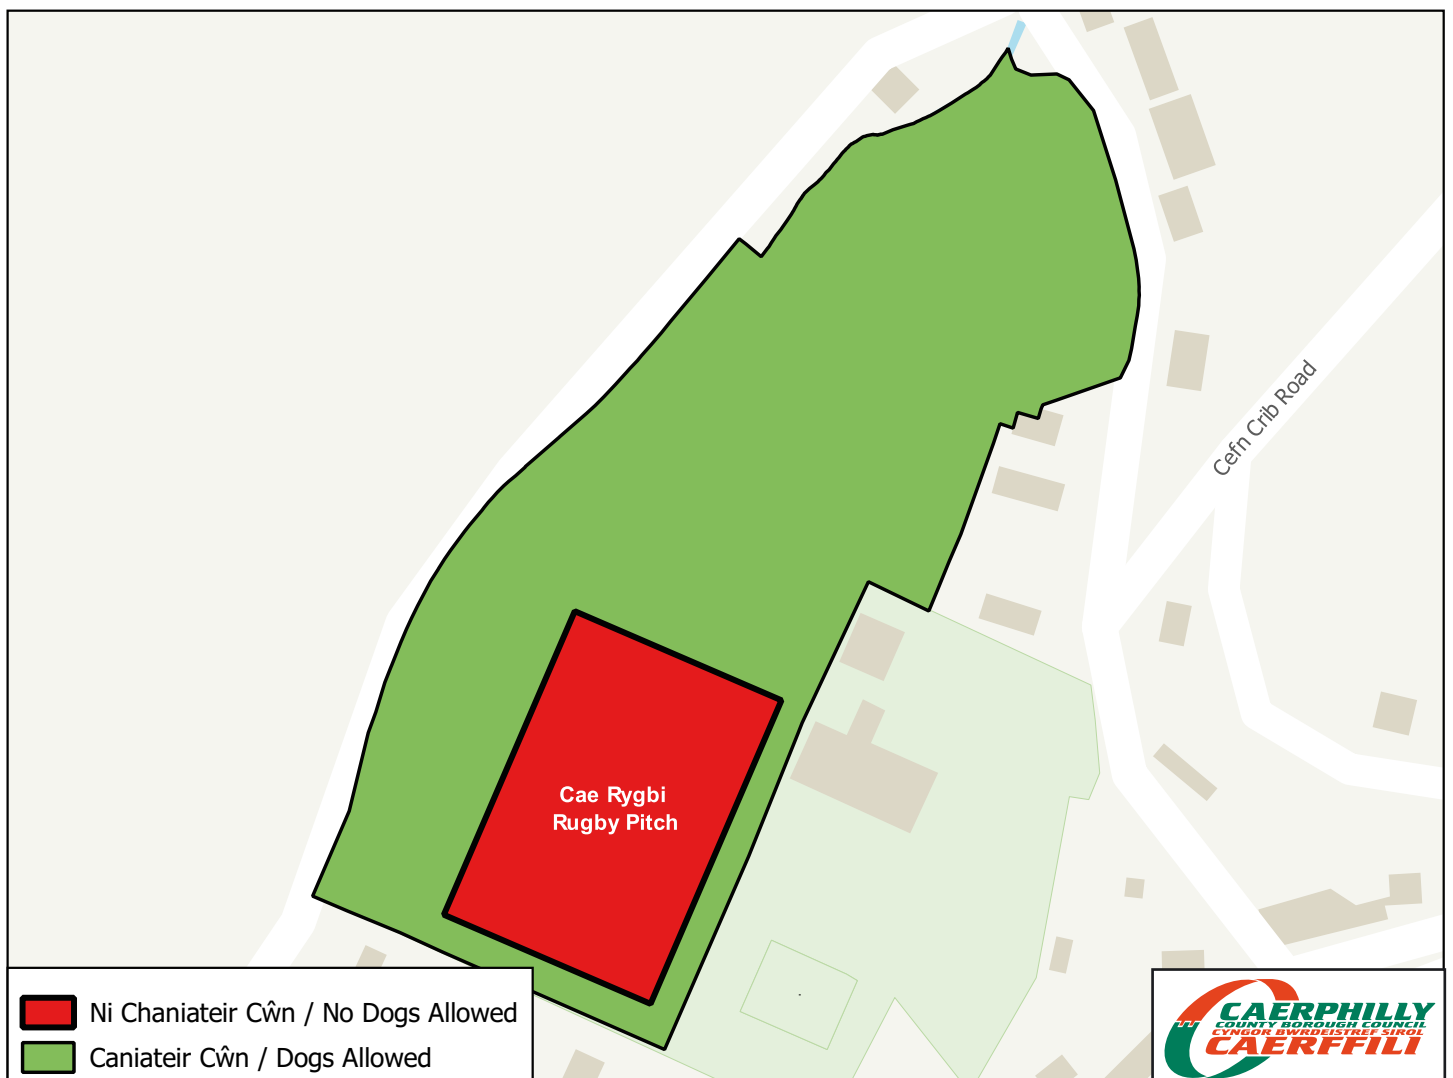 Cefn Crib Road
Cae Rygbi
Rugby Pitch
Ni Chaniateir Cŵn / No Dogs Allowed
Caniateir Cŵn / Dogs Allowed
CAERPHILLY
COUNTY BOROUGH COUNCIL
CYNGOR BWRDEISTREF SIROL
CAERFFILI